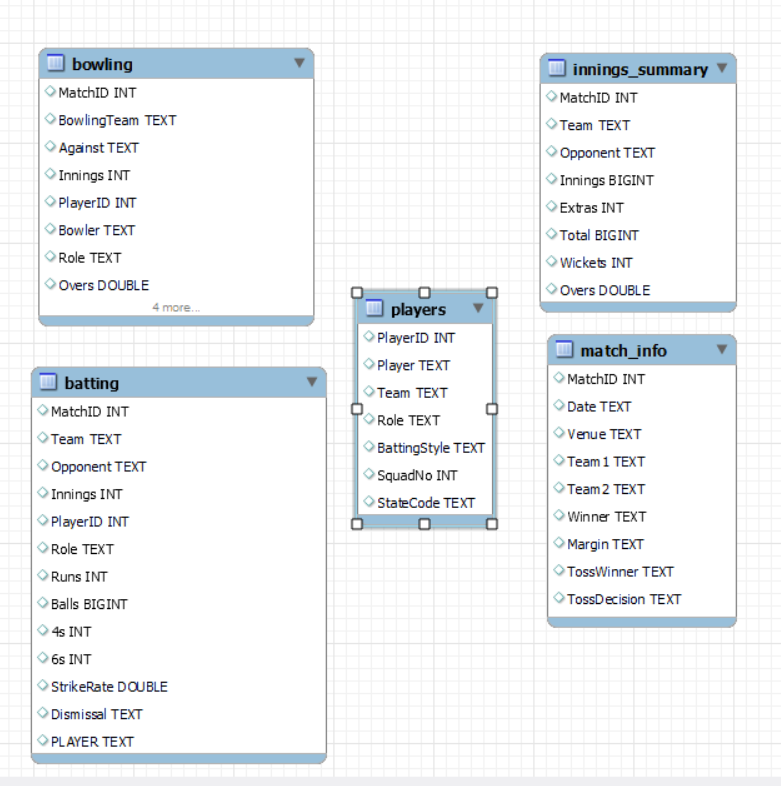 bowling
MatchID INT
BowlingTeam TEXT
Against TEXT
Innings INT
PlayerID INT
Bowler TEXT
Role TEXT
Overs DOUBLE
4 more...
batting
MatchID INT
Team TEXT
Opponent TEXT
Innings INT
PlayerID INT
Role TEXT
Runs INT
Balls BIGINT
4s INT
6s INT
StrikeRate DOUBLE
Dismissal TEXT
PLAYER TEXT
players
PlayerID INT
Player TEXT
Team TEXT
Role TEXT
BattingStyle TEXT
SquadNo INT
StateCode TEXT
innings_summary
MatchID INT
Team TEXT
Opponent TEXT
Innings BIGINT
Extras INT
Total BIGINT
Wickets INT
Overs DOUBLE
match_info
MatchID INT
Date TEXT
Venue TEXT
Team1 TEXT
Team2 TEXT
Winner TEXT
Margin TEXT
TossWinner TEXT
TossDecision TEXT